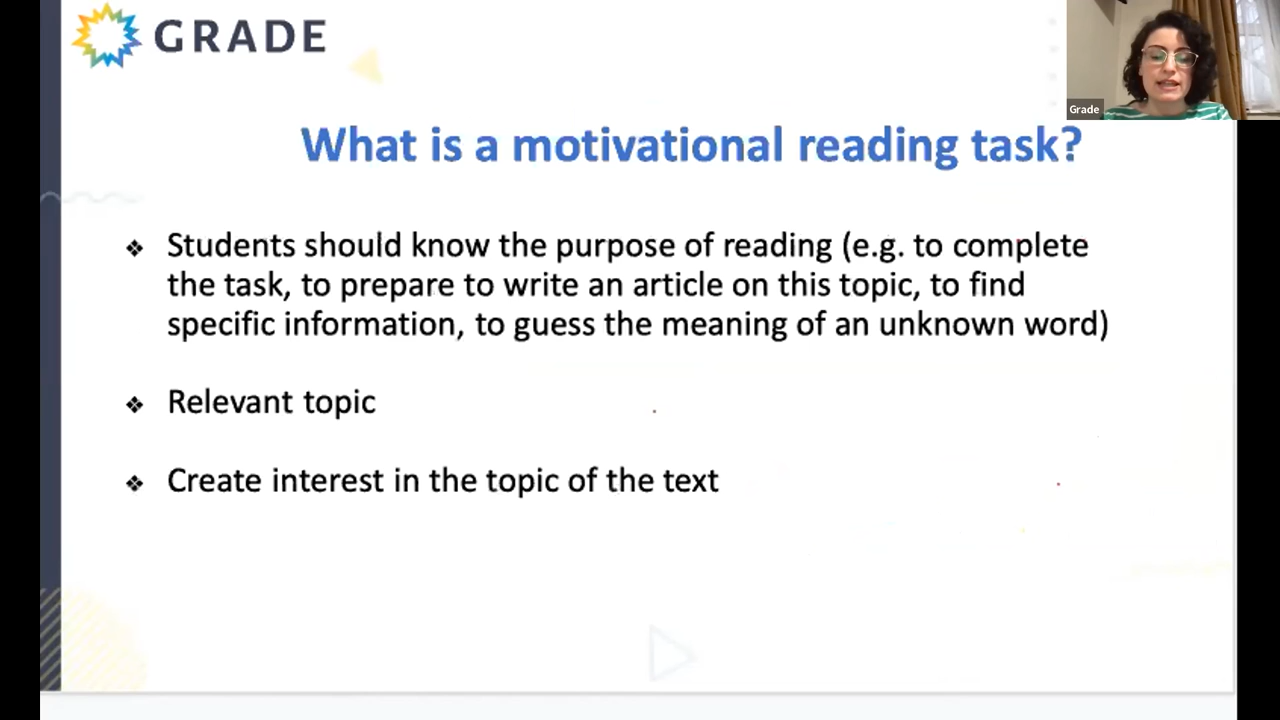 GRADE
Grade
What is a motivational reading task?
❖ Students should know the purpose of reading (e.g. to complete
the task, to prepare to write an article on this topic, to find
specific information, to guess the meaning of an unknown word)
❖ Relevant topic
❖ Create interest in the topic of the text